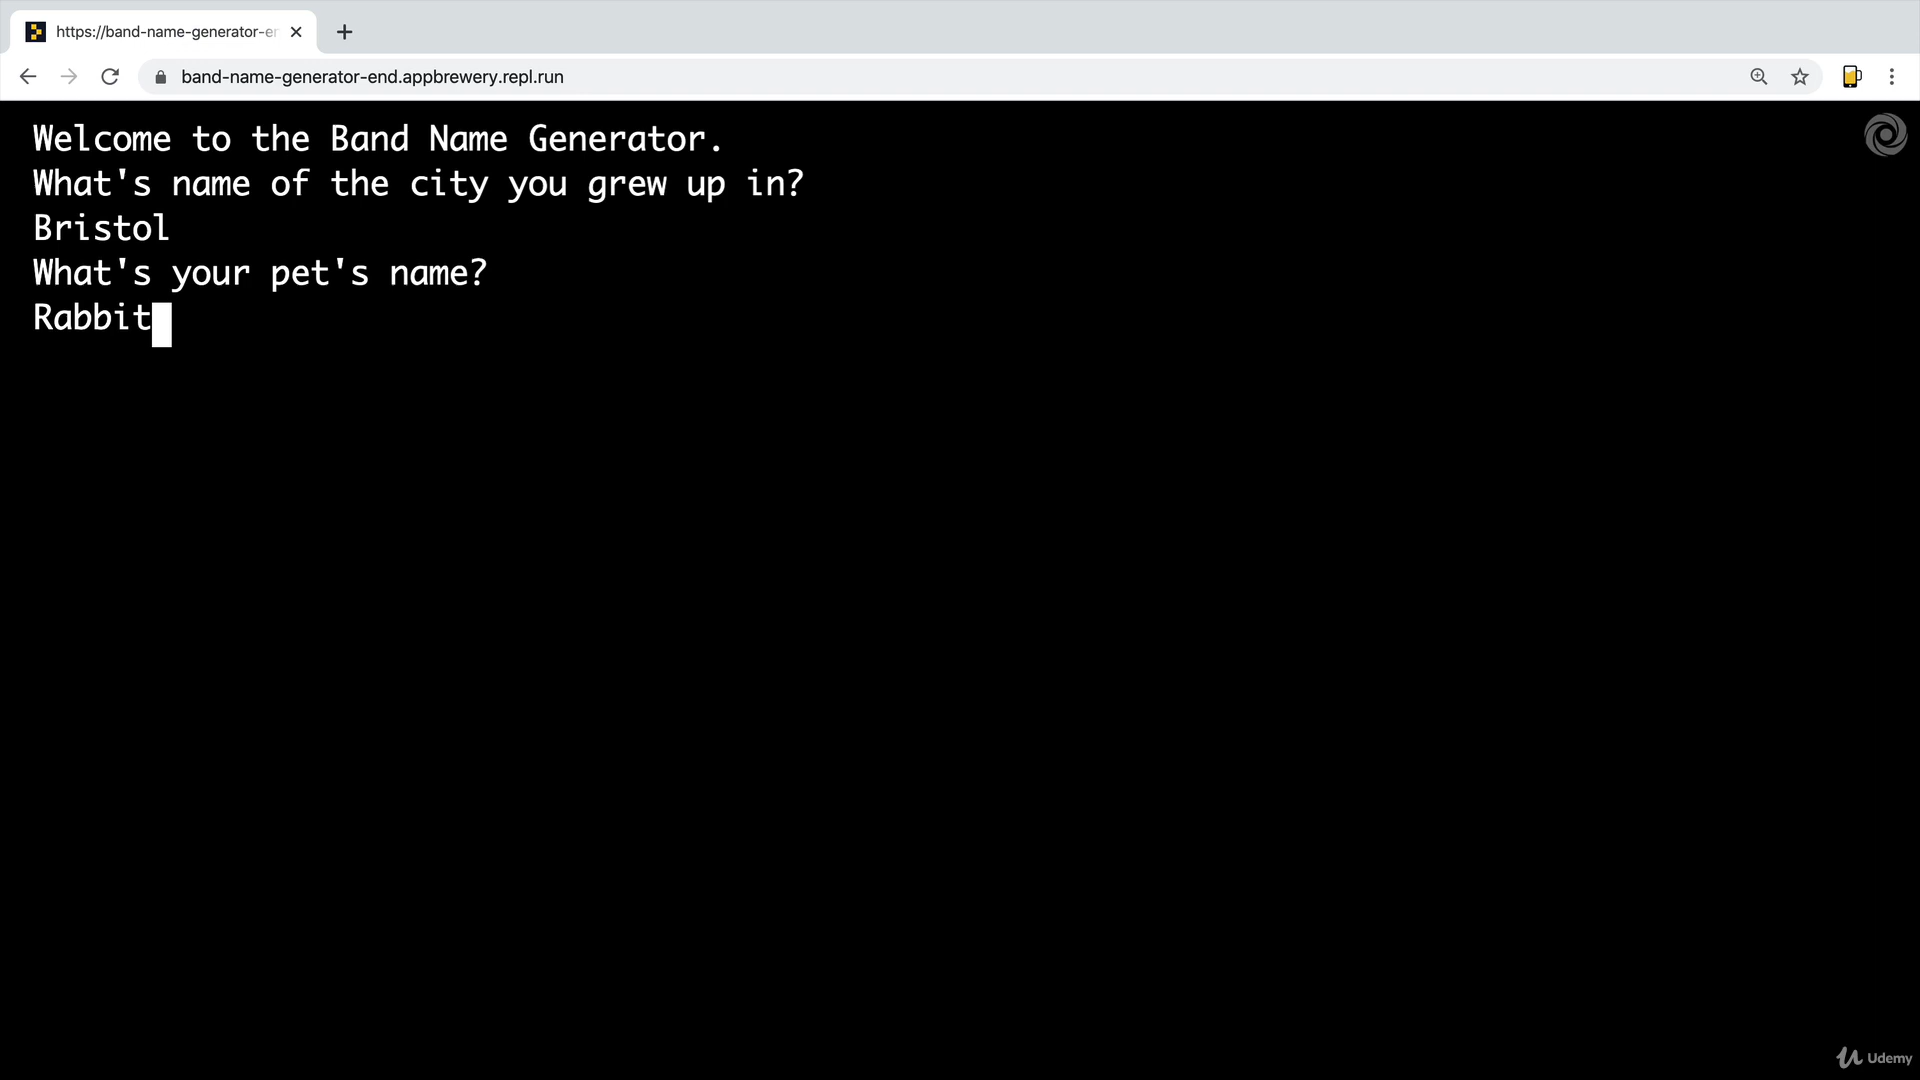 https://band-name-generator-er
band-name-generator-end.appbrewery.repl.run
Welcome to the Band Name Generator.
What's name of the city you grew up in?
Bristol
What's your pet's name?
Rabbit
Udemy